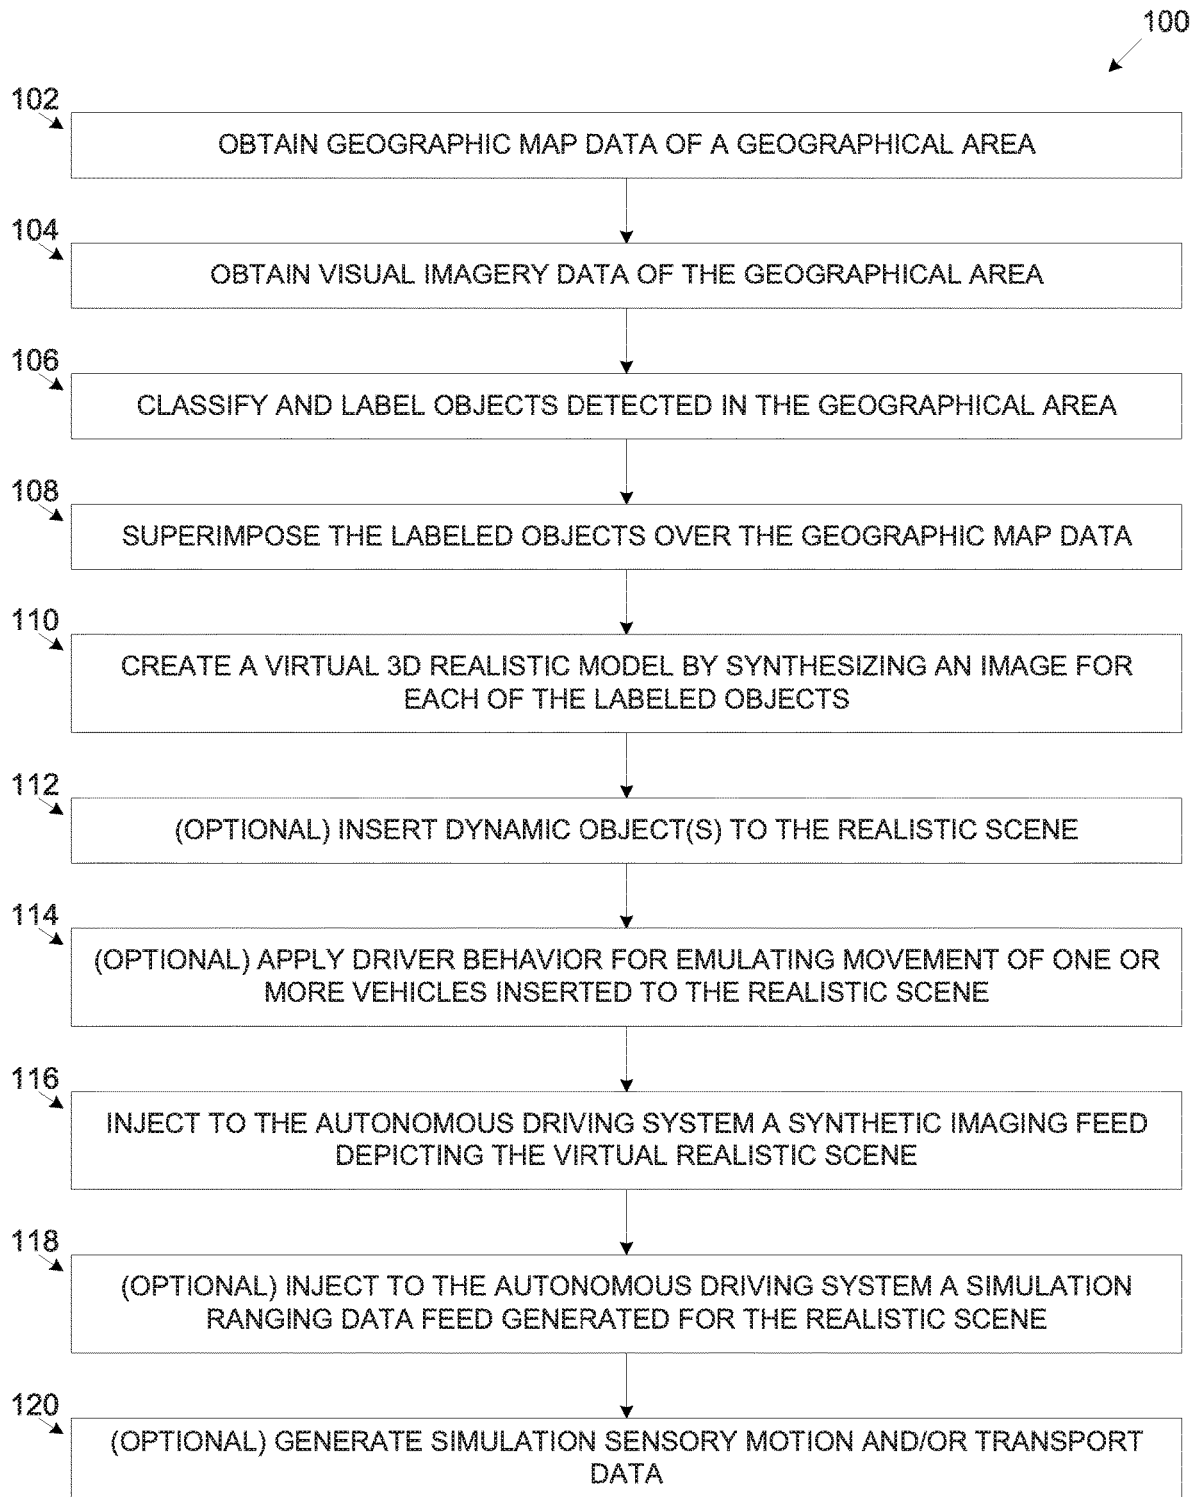 100
102
OBTAIN GEOGRAPHIC MAP DATA OF A GEOGRAPHICAL AREA
104
OBTAIN VISUAL IMAGERY DATA OF THE GEOGRAPHICAL AREA
106
CLASSIFY AND LABEL OBJECTS DETECTED IN THE GEOGRAPHICAL AREA
108
SUPERIMPOSE THE LABELED OBJECTS OVER THE GEOGRAPHIC MAP DATA
110
CREATE A VIRTUAL 3D REALISTIC MODEL BY SYNTHESIZING AN IMAGE FOR
EACH OF THE LABELED OBJECTS
112
(OPTIONAL) INSERT DYNAMIC OBJECT(S) TO THE REALISTIC SCENE
114
(OPTIONAL) APPLY DRIVER BEHAVIOR FOR EMULATING MOVEMENT OF ONE OR
MORE VEHICLES INSERTED TO THE REALISTIC SCENE
116
INJECT TO THE AUTONOMOUS DRIVING SYSTEM A SYNTHETIC IMAGING FEED
DEPICTING THE VIRTUAL REALISTIC SCENE
118
(OPTIONAL) INJECT TO THE AUTONOMOUS DRIVING SYSTEM A SIMULATION
RANGING DATA FEED GENERATED FOR THE REALISTIC SCENE
120
(OPTIONAL) GENERATE SIMULATION SENSORY MOTION AND/OR TRANSPORT
DATA